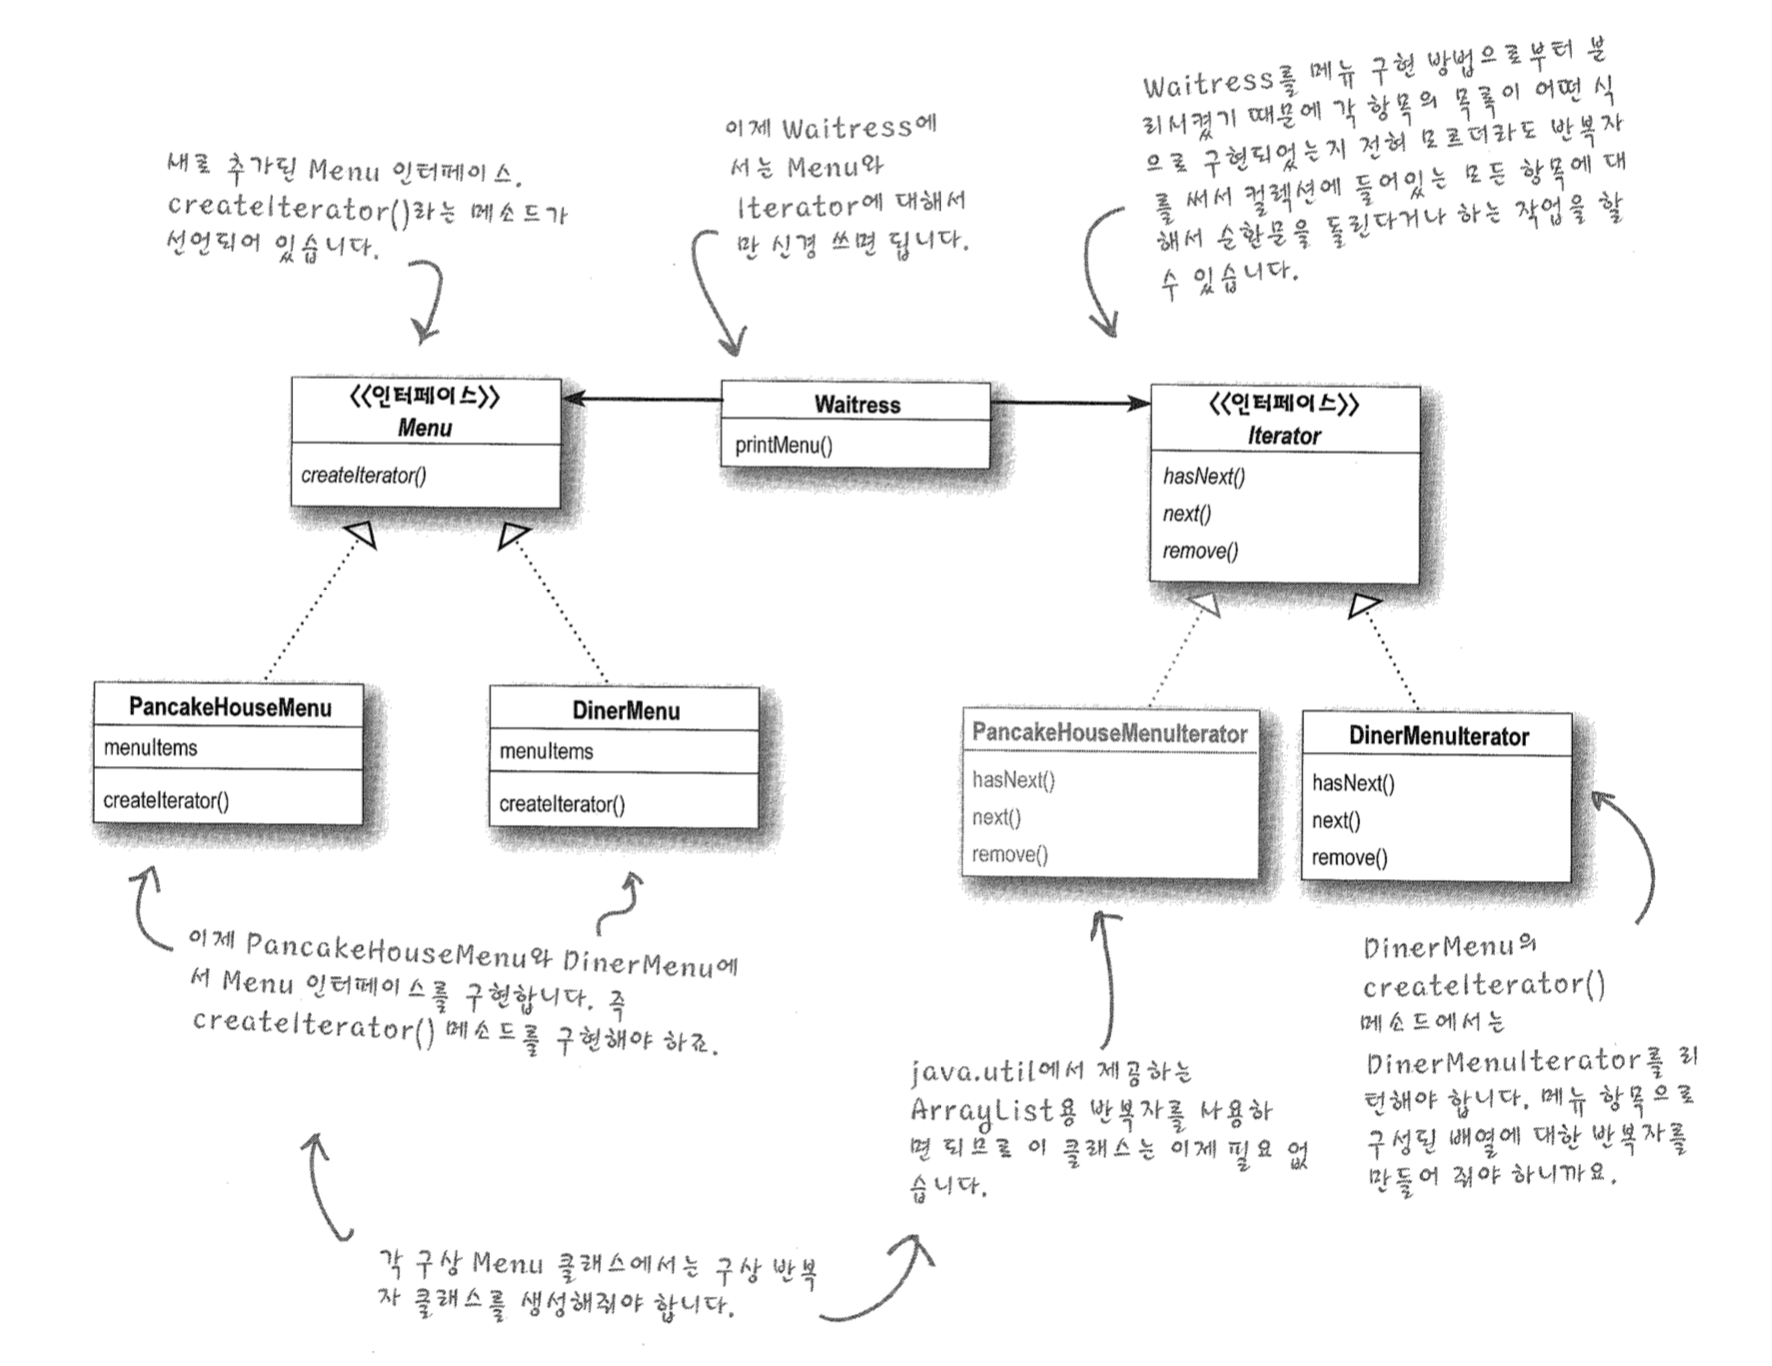 새로 추가된 Menu 인터페이스.
createIterator()라는 메소드가
선언되어 있습니다.
이제 Waitress에
서는 Menu와
Iterator에 대해서
만 신경 쓰면 됩니다.
Waitress를 메뉴 구현 방법으로부터 분
리시켰기 때문에 각 항목의 목록이 어떤 식
으로 구현되었는지 전혀 모르더라도 반복자
를 써서 컬렉션에 들어있는 모든 항목에 대
해서 순환문을 돌린다거나 하는 작업을 할
수 있습니다.
<<인터페이스>>
Menu
createIterator()
Waitress
printMenu()
<<인터페이스>>
Iterator
hasNext()
next()
remove()
PancakeHouseMenu
menuItems
createIterator()
DinerMenu
menuItems
createIterator()
PancakeHouseMenuIterator
hasNext()
next()
remove()
DinerMenuIterator
hasNext()
next()
remove()
이제 PancakeHouseMenu와 DinerMenu에
서 Menu 인터페이스를 구현합니다. 즉
createIterator() 메소드를 구현해야 하죠.
java.util에서 제공하는
ArrayList용 반복자를 사용하
면 되므로 이 클래스는 이제 필요 없
습니다.
DinerMenu의
createIterator()
메소드에서는
DinerMenuIterator를 리
턴해야 합니다. 메뉴 항목으로
구성된 배열에 대한 반복자를
만들어 줘야 하니까요.
각 구상 Menu 클래스에서는 구상 반복
자 클래스를 생성해줘야 합니다.